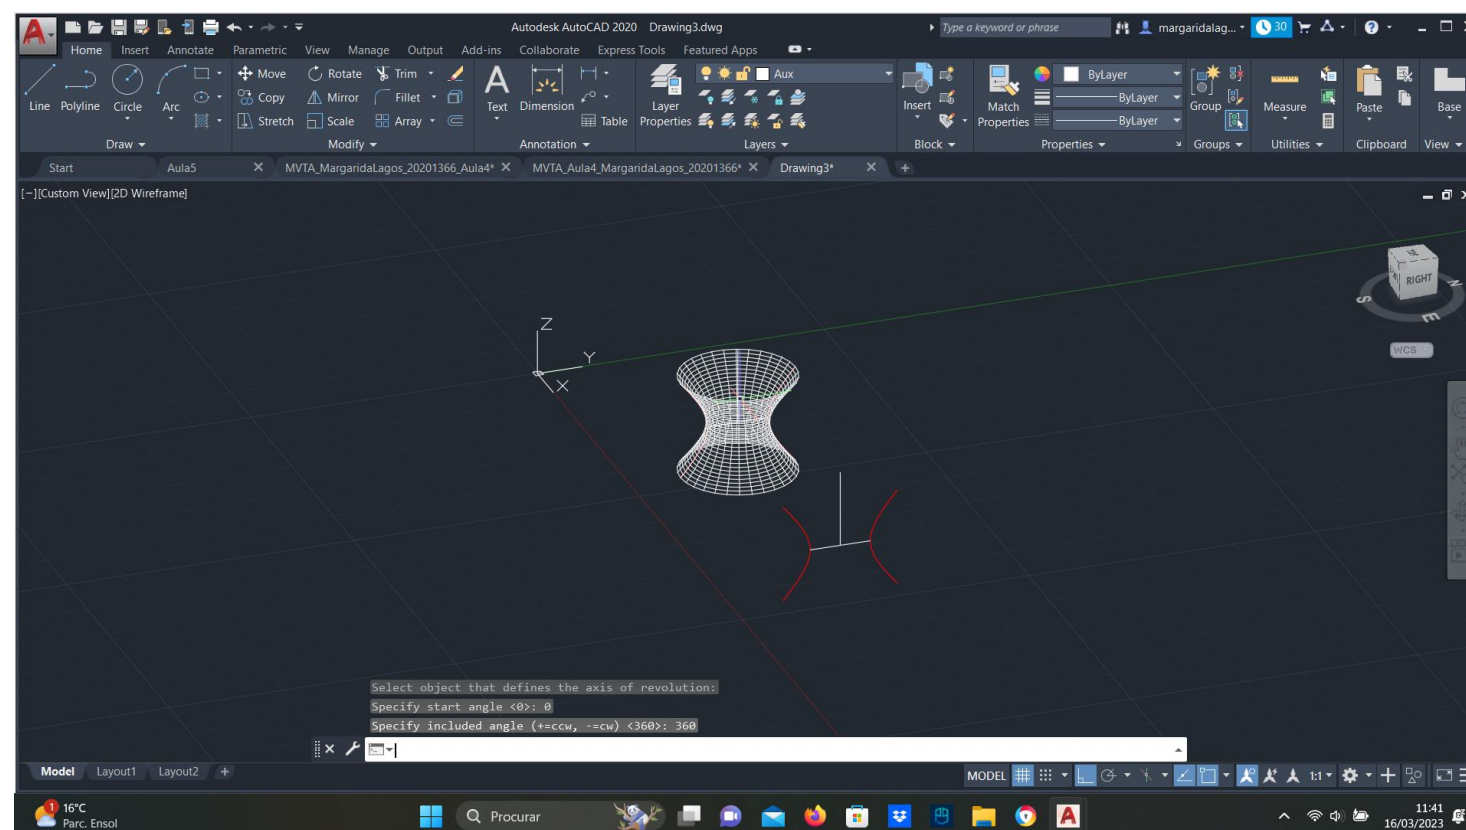 Autodesk AutoCAD 2020 Drawing3.dwg
Type a keyword or phrase
margaridalag...
30
Home Insert Annotate Parametric View Manage Output Add-ins Collaborate Express Tools Featured Apps
Move Rotate Trim
Aux
ByLayer
Copy Mirror Fillet
ByLayer
Line Polyline Circle Arc
Text Dimension
Layer Properties
Insert
Match Properties
Group
Measure
Paste
Base
Stretch Scale Array
Table
ByLayer
Draw Modify Annotation Layers Block Properties Groups Utilities Clipboard View
Start Aula5 MVTA_MargaridaLagos_20201366_Aula4* MVTA_Aula4_MargaridaLagos_20201366* Drawing3*
[−][Custom View][2D Wireframe]
RIGHT
N
S
E
WCS
Z
Y
X
Select object that defines the axis of revolution:
Specify start angle <0>: 0
Specify included angle (+=ccw, -=cw) <360>: 360
Model Layout1 Layout2 +
MODEL
1:1
1
16°C
Parc. Ensol
Procurar
11:41
16/03/2023